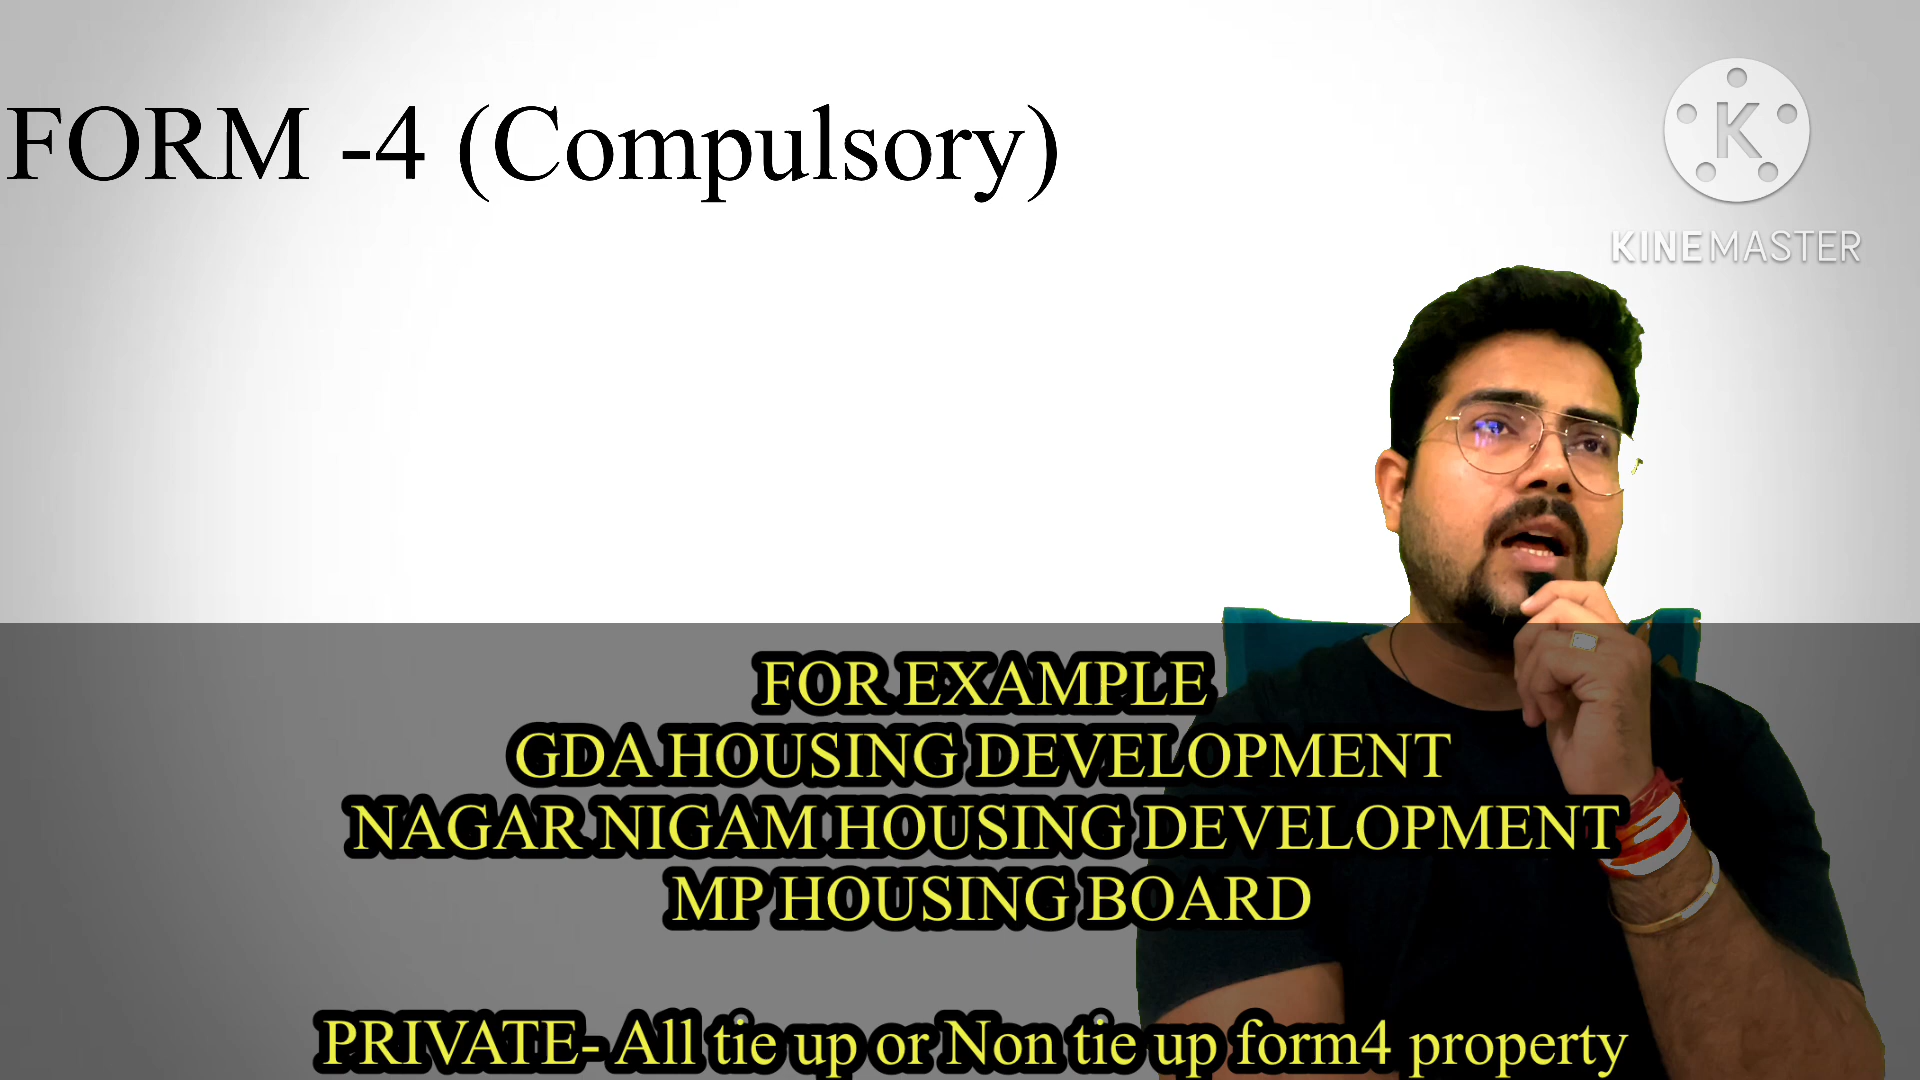 FORM -4 (Compulsory)
K
KINEMASTER
FOR EXAMPLE
GDA HOUSING DEVELOPMENT
NAGAR NIGAM HOUSING DEVELOPMENT
MP HOUSING BOARD
PRIVATE- All tie up or Non tie up form4 property